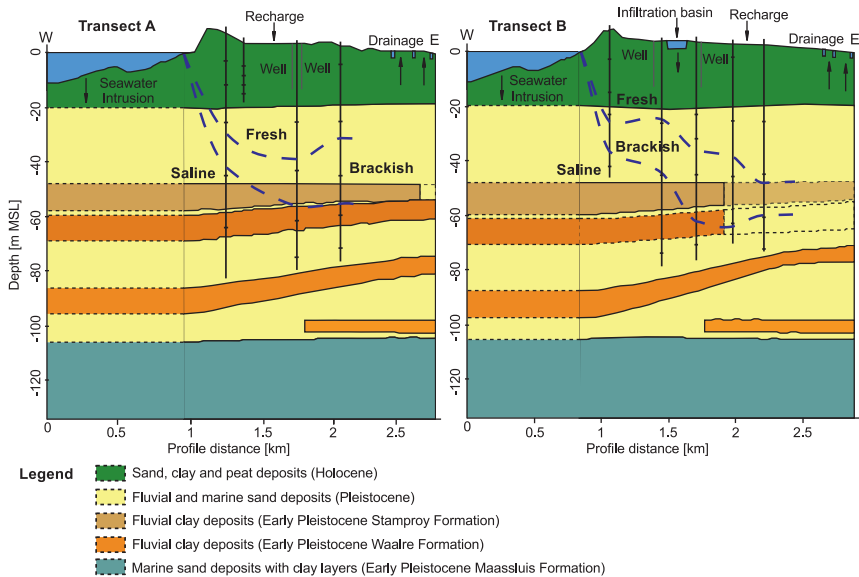 Transect A
W
Recharge
Drainage
E
Well
Well
Seawater
Intrusion
Fresh
Saline
Brackish
0
-20
-40
-60
-80
-100
-120
Depth [m MSL]
0
0.5
1
1.5
2
2.5
Profile distance [km]
Transect B
W
Infiltration basin
Recharge
Drainage
E
Well
Well
Seawater
Intrusion
Fresh
Brackish
Saline
0
-20
-40
-60
-80
-100
-120
0
0.5
1
1.5
2
2.5
Profile distance [km]
Legend
Sand, clay and peat deposits (Holocene)
Fluvial and marine sand deposits (Pleistocene)
Fluvial clay deposits (Early Pleistocene Stamproy Formation)
Fluvial clay deposits (Early Pleistocene Waalre Formation)
Marine sand deposits with clay layers (Early Pleistocene Maassluis Formation)